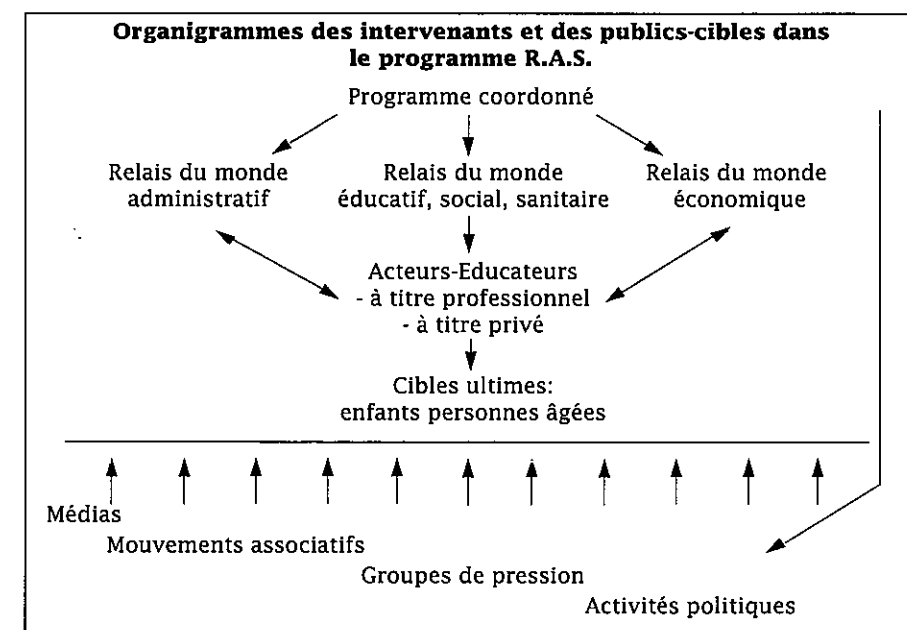 Organigrammes des intervenants et des publics-cibles dans
le programme R.A.S.
Programme coordonné
Relais du monde
administratif
Relais du monde
éducatif, social, sanitaire
Relais du monde
économique
Acteurs-Educateurs
- à titre professionnel
- à titre privé
Cibles ultimes:
enfants personnes âgées
Médias
Mouvements associatifs
Groupes de pression
Activités politiques